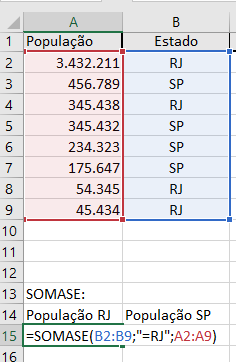 A B
1 População Estado
2 3.432.211 RJ
3 456.789 SP
4 345.438 RJ
5 345.432 SP
6 234.323 SP
7 175.647 SP
8 54.345 RJ
9 45.434 RJ
10
11
12
13 SOMASE:
14 População RJ População SP
15 =SOMASE(B2:B9;"=RJ";A2:A9)
16